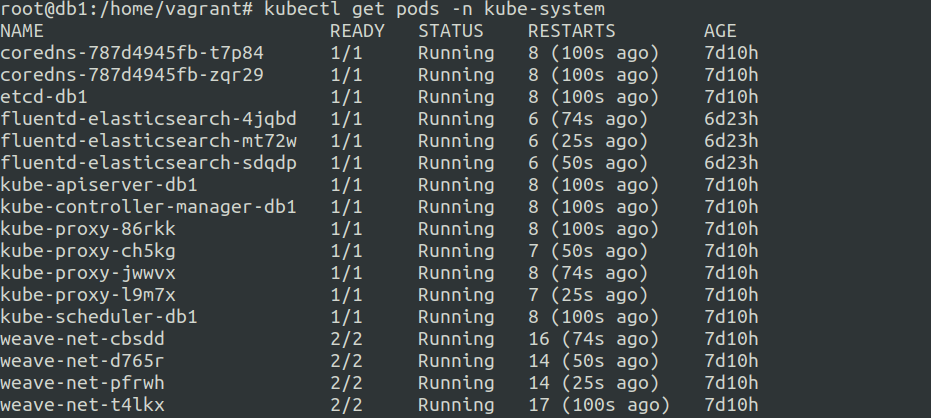 root@db1:/home/vagrant# kubectl get pods -n kube-system
NAME READY STATUS RESTARTS AGE
coredns-787d4945fb-t7p84 1/1 Running 8 (100s ago) 7d10h
coredns-787d4945fb-zqr29 1/1 Running 8 (100s ago) 7d10h
etcd-db1 1/1 Running 8 (100s ago) 7d10h
fluentd-elasticsearch-4jqbd 1/1 Running 6 (74s ago) 6d23h
fluentd-elasticsearch-mt72w 1/1 Running 6 (25s ago) 6d23h
fluentd-elasticsearch-sdqdp 1/1 Running 6 (50s ago) 6d23h
kube-apiserver-db1 1/1 Running 8 (100s ago) 7d10h
kube-controller-manager-db1 1/1 Running 8 (100s ago) 7d10h
kube-proxy-86rkk 1/1 Running 8 (100s ago) 7d10h
kube-proxy-ch5kg 1/1 Running 7 (50s ago) 7d10h
kube-proxy-jwwvx 1/1 Running 8 (74s ago) 7d10h
kube-proxy-l9m7x 1/1 Running 7 (25s ago) 7d10h
kube-scheduler-db1 1/1 Running 8 (100s ago) 7d10h
weave-net-cbsdd 2/2 Running 16 (74s ago) 7d10h
weave-net-d765r 2/2 Running 14 (50s ago) 7d10h
weave-net-pfrwh 2/2 Running 14 (25s ago) 7d10h
weave-net-t4lkx 2/2 Running 17 (100s ago) 7d10h